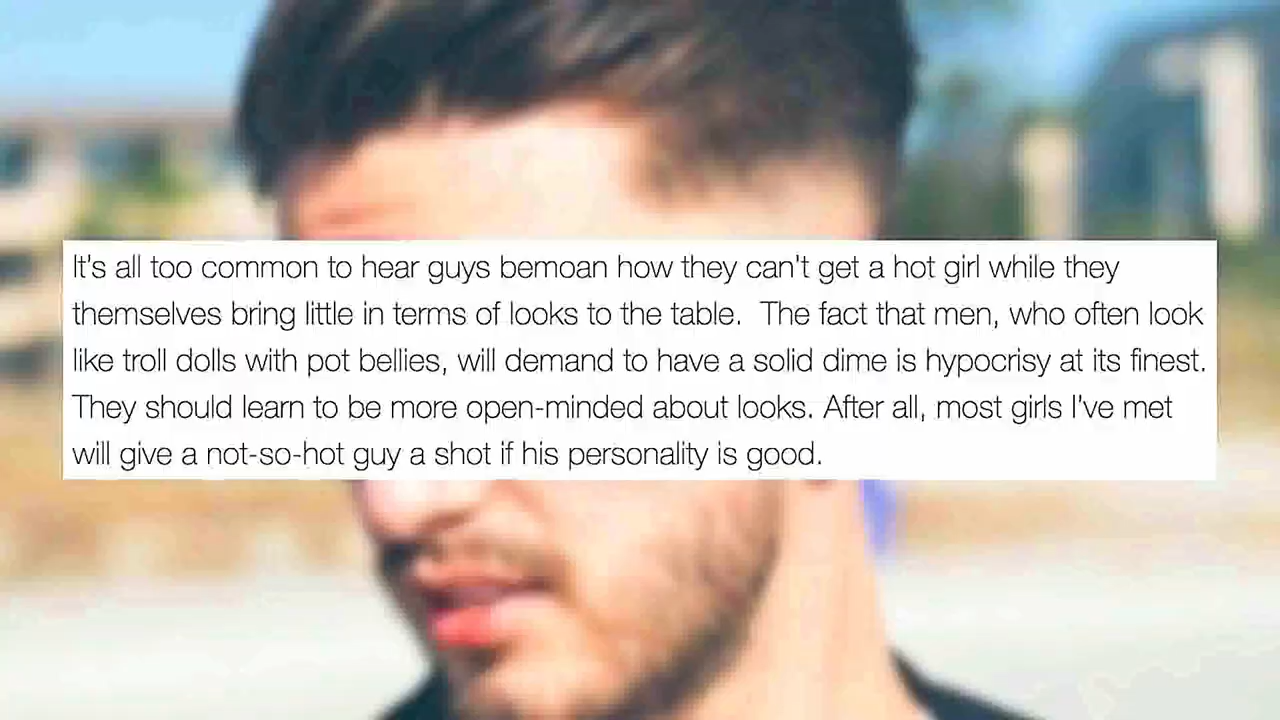 It's all too common to hear guys bemoan how they can't get a hot girl while they
themselves bring little in terms of looks to the table.  The fact that men, who often look
like troll dolls with pot bellies, will demand to have a solid dime is hypocrisy at its finest.
They should learn to be more open-minded about looks. After all, most girls I've met
will give a not-so-hot guy a shot if his personality is good.